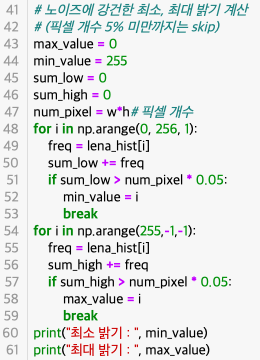 41 # 노이즈에 강건한 최소, 최대 밝기 계산
42 # (픽셀 개수 5% 미만까지는 skip)
43 max_value = 0
44 min_value = 255
45 sum_low = 0
46 sum_high = 0
47 num_pixel = w*h# 픽셀 개수
48 for i in np.arange(0, 256, 1):
49     freq = lena_hist[i]
50     sum_low += freq
51     if sum_low > num_pixel * 0.05:
52         min_value = i
53         break
54 for i in np.arange(255,-1,-1):
55     freq = lena_hist[i]
56     sum_high += freq
57     if sum_high > num_pixel * 0.05:
58         max_value = i
59         break
60 print("최소 밝기 : ", min_value)
61 print("최대 밝기 : ", max_value)